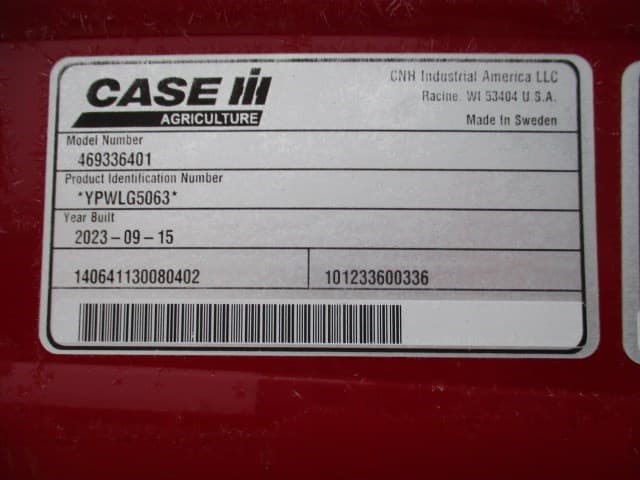 CASE IH
AGRICULTURE
CNH Industrial America LLC
Racine, WI 53404 U.S.A.
Made in Sweden
Model Number
469336401
Product Identification Number
*YPWLG5063*
Year Built
2023-09-15
140641130080402
101233600336